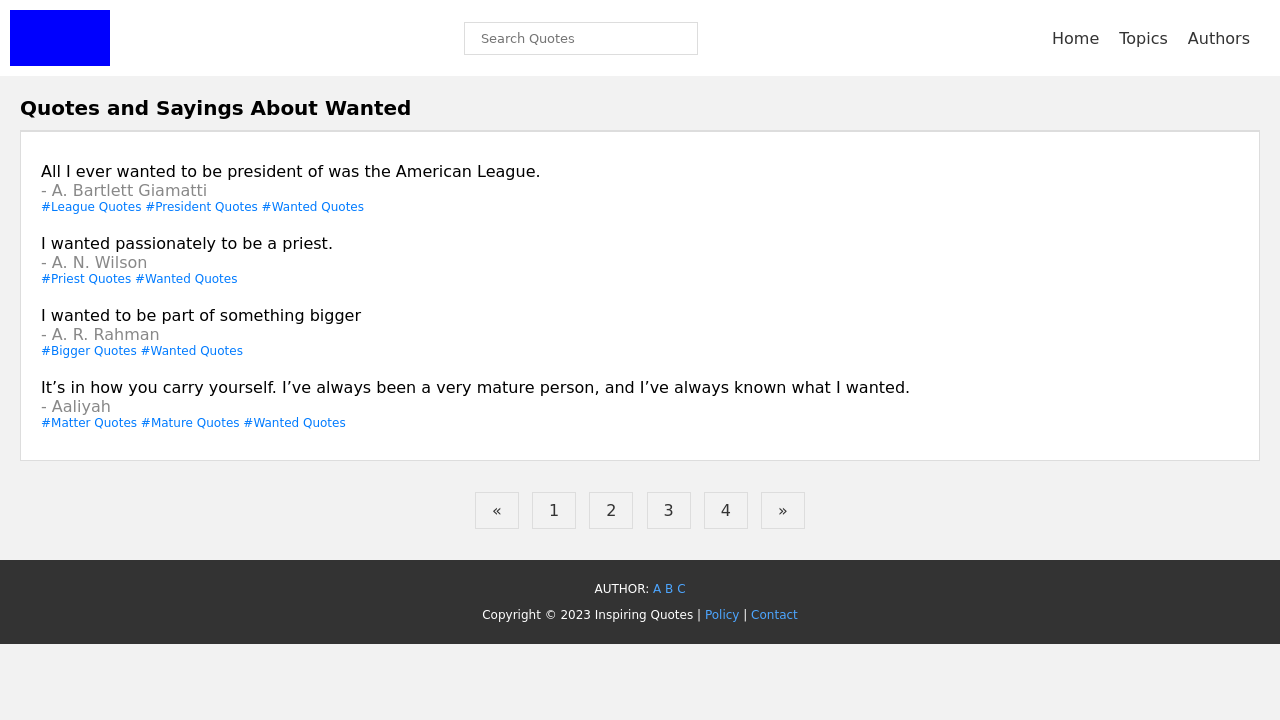 Search Quotes
Home Topics Authors
Quotes and Sayings About Wanted
All I ever wanted to be president of was the American League.
- A. Bartlett Giamatti
#League Quotes #President Quotes #Wanted Quotes
I wanted passionately to be a priest.
- A. N. Wilson
#Priest Quotes #Wanted Quotes
I wanted to be part of something bigger
- A. R. Rahman
#Bigger Quotes #Wanted Quotes
It’s in how you carry yourself. I’ve always been a very mature person, and I’ve always known what I wanted.
- Aaliyah
#Matter Quotes #Mature Quotes #Wanted Quotes
« 1 2 3 4 »
AUTHOR: A B C
Copyright © 2023 Inspiring Quotes | Policy | Contact